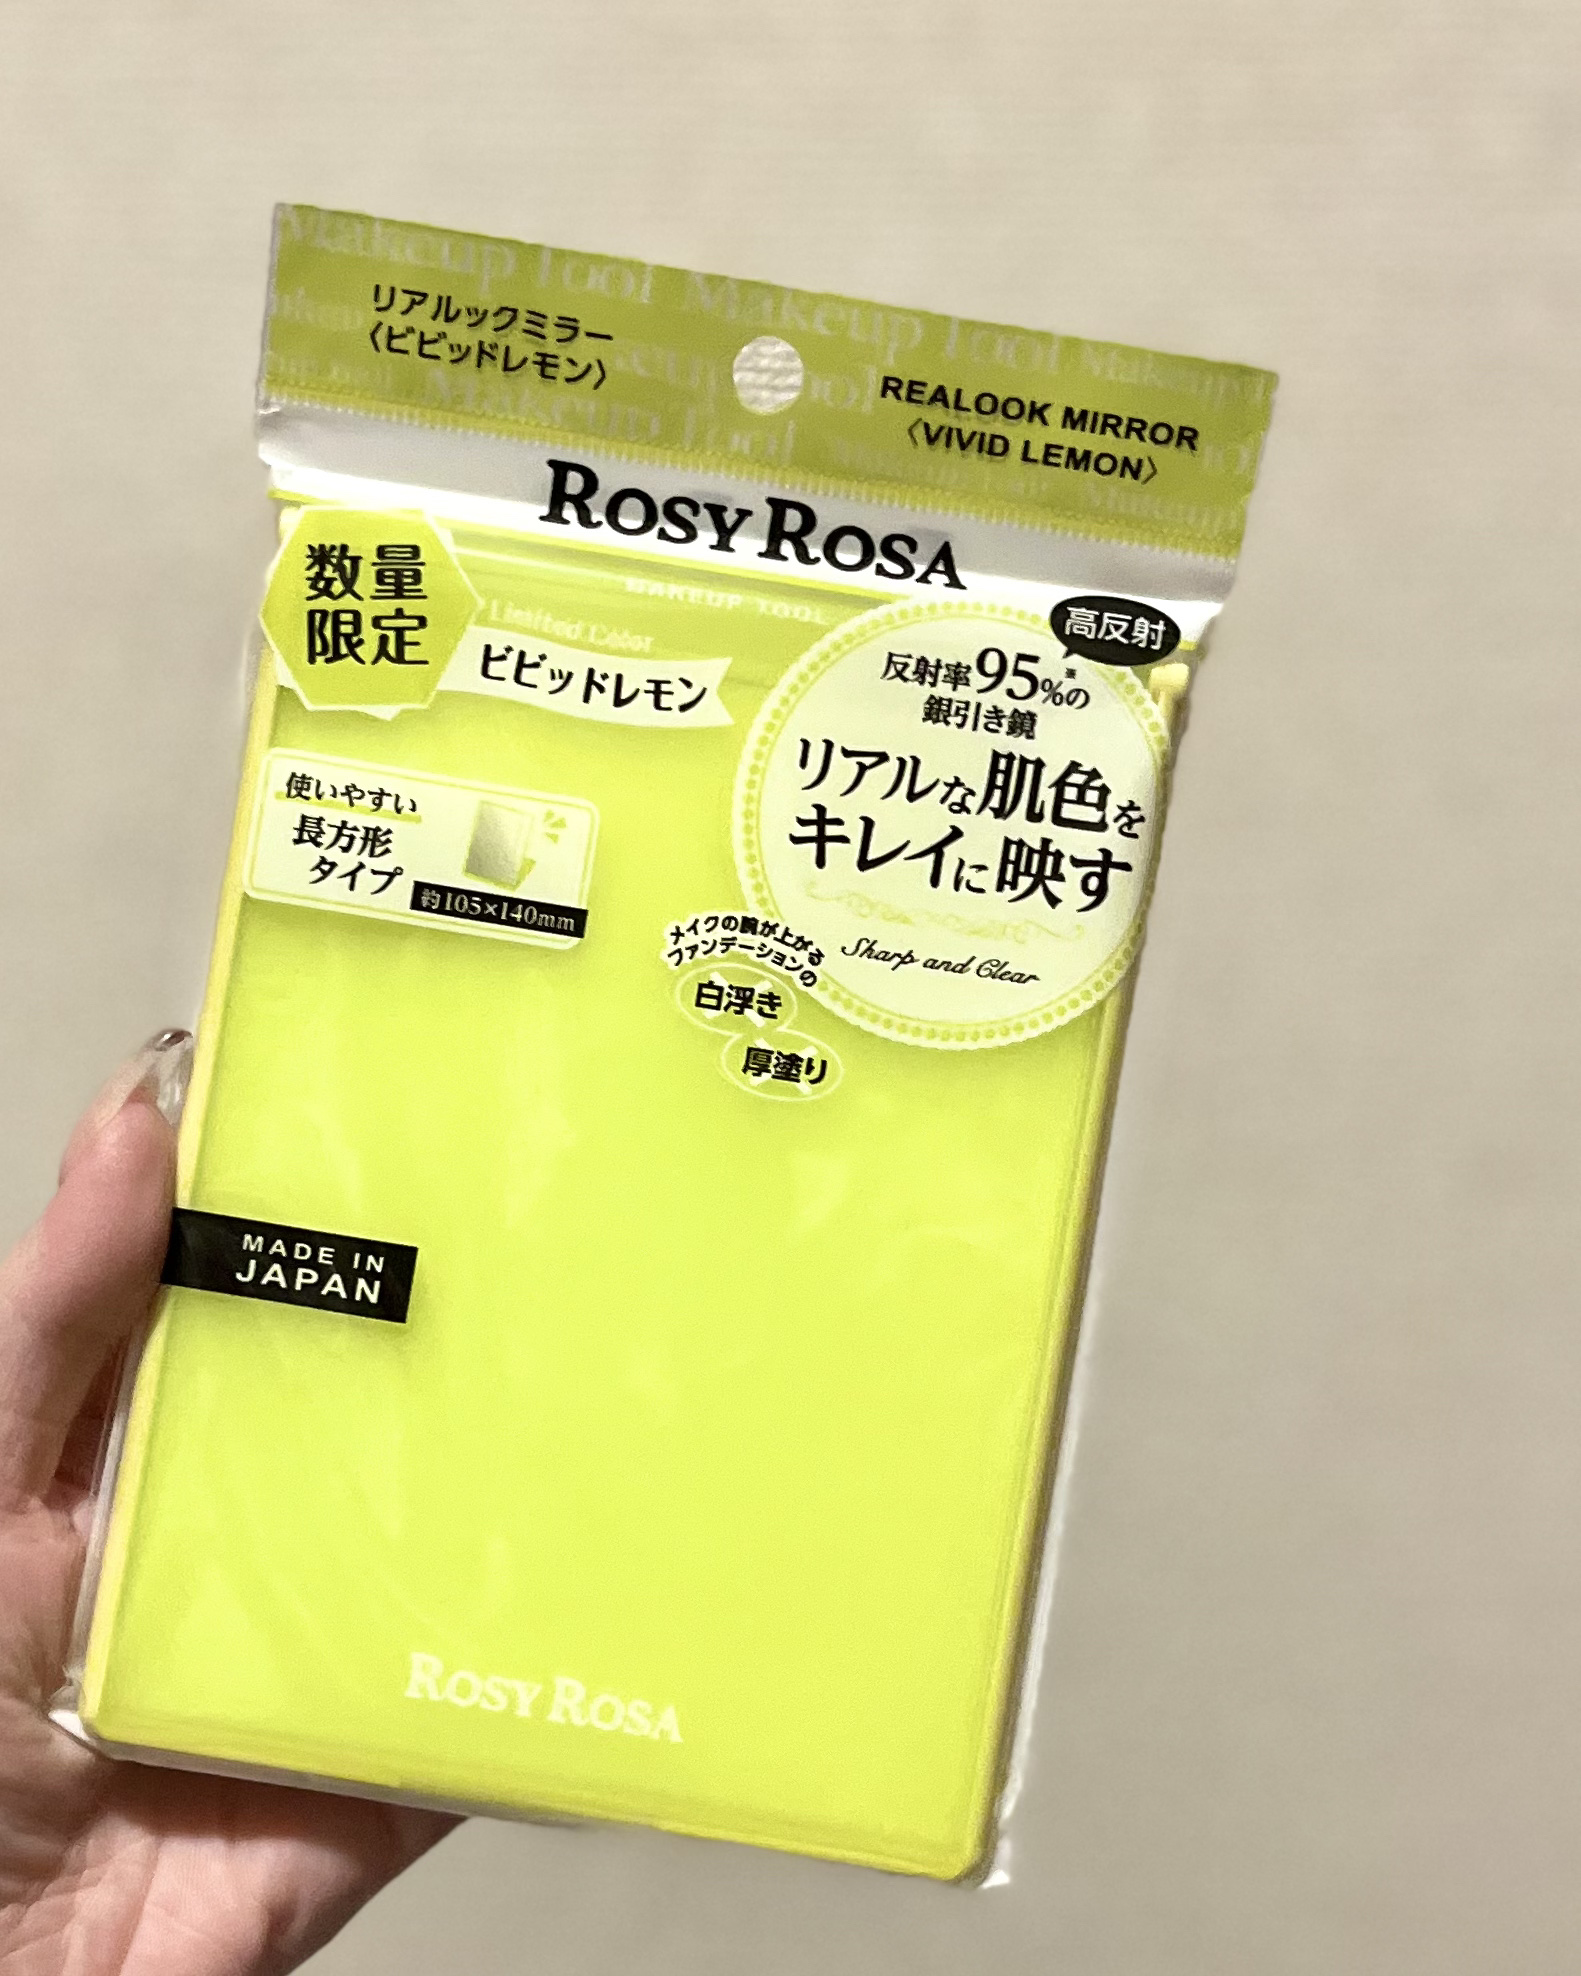 リアルックミラー
〈ビビッドレモン〉
REALOOK MIRROR
〈VIVID LEMON〉
ROSY ROSA
MAKEUP TOOL
数量
限定
Limited Color
ビビッドレモン
高反射
反射率95%※の
銀引き鏡
リアルな肌色を
キレイに映す
Sharp and Clear
使いやすい
長方形
タイプ
約105×140mm
メイクの腕が上がる
ファンデーションの
白浮き
厚塗り
MADE IN
JAPAN
ROSY ROSA